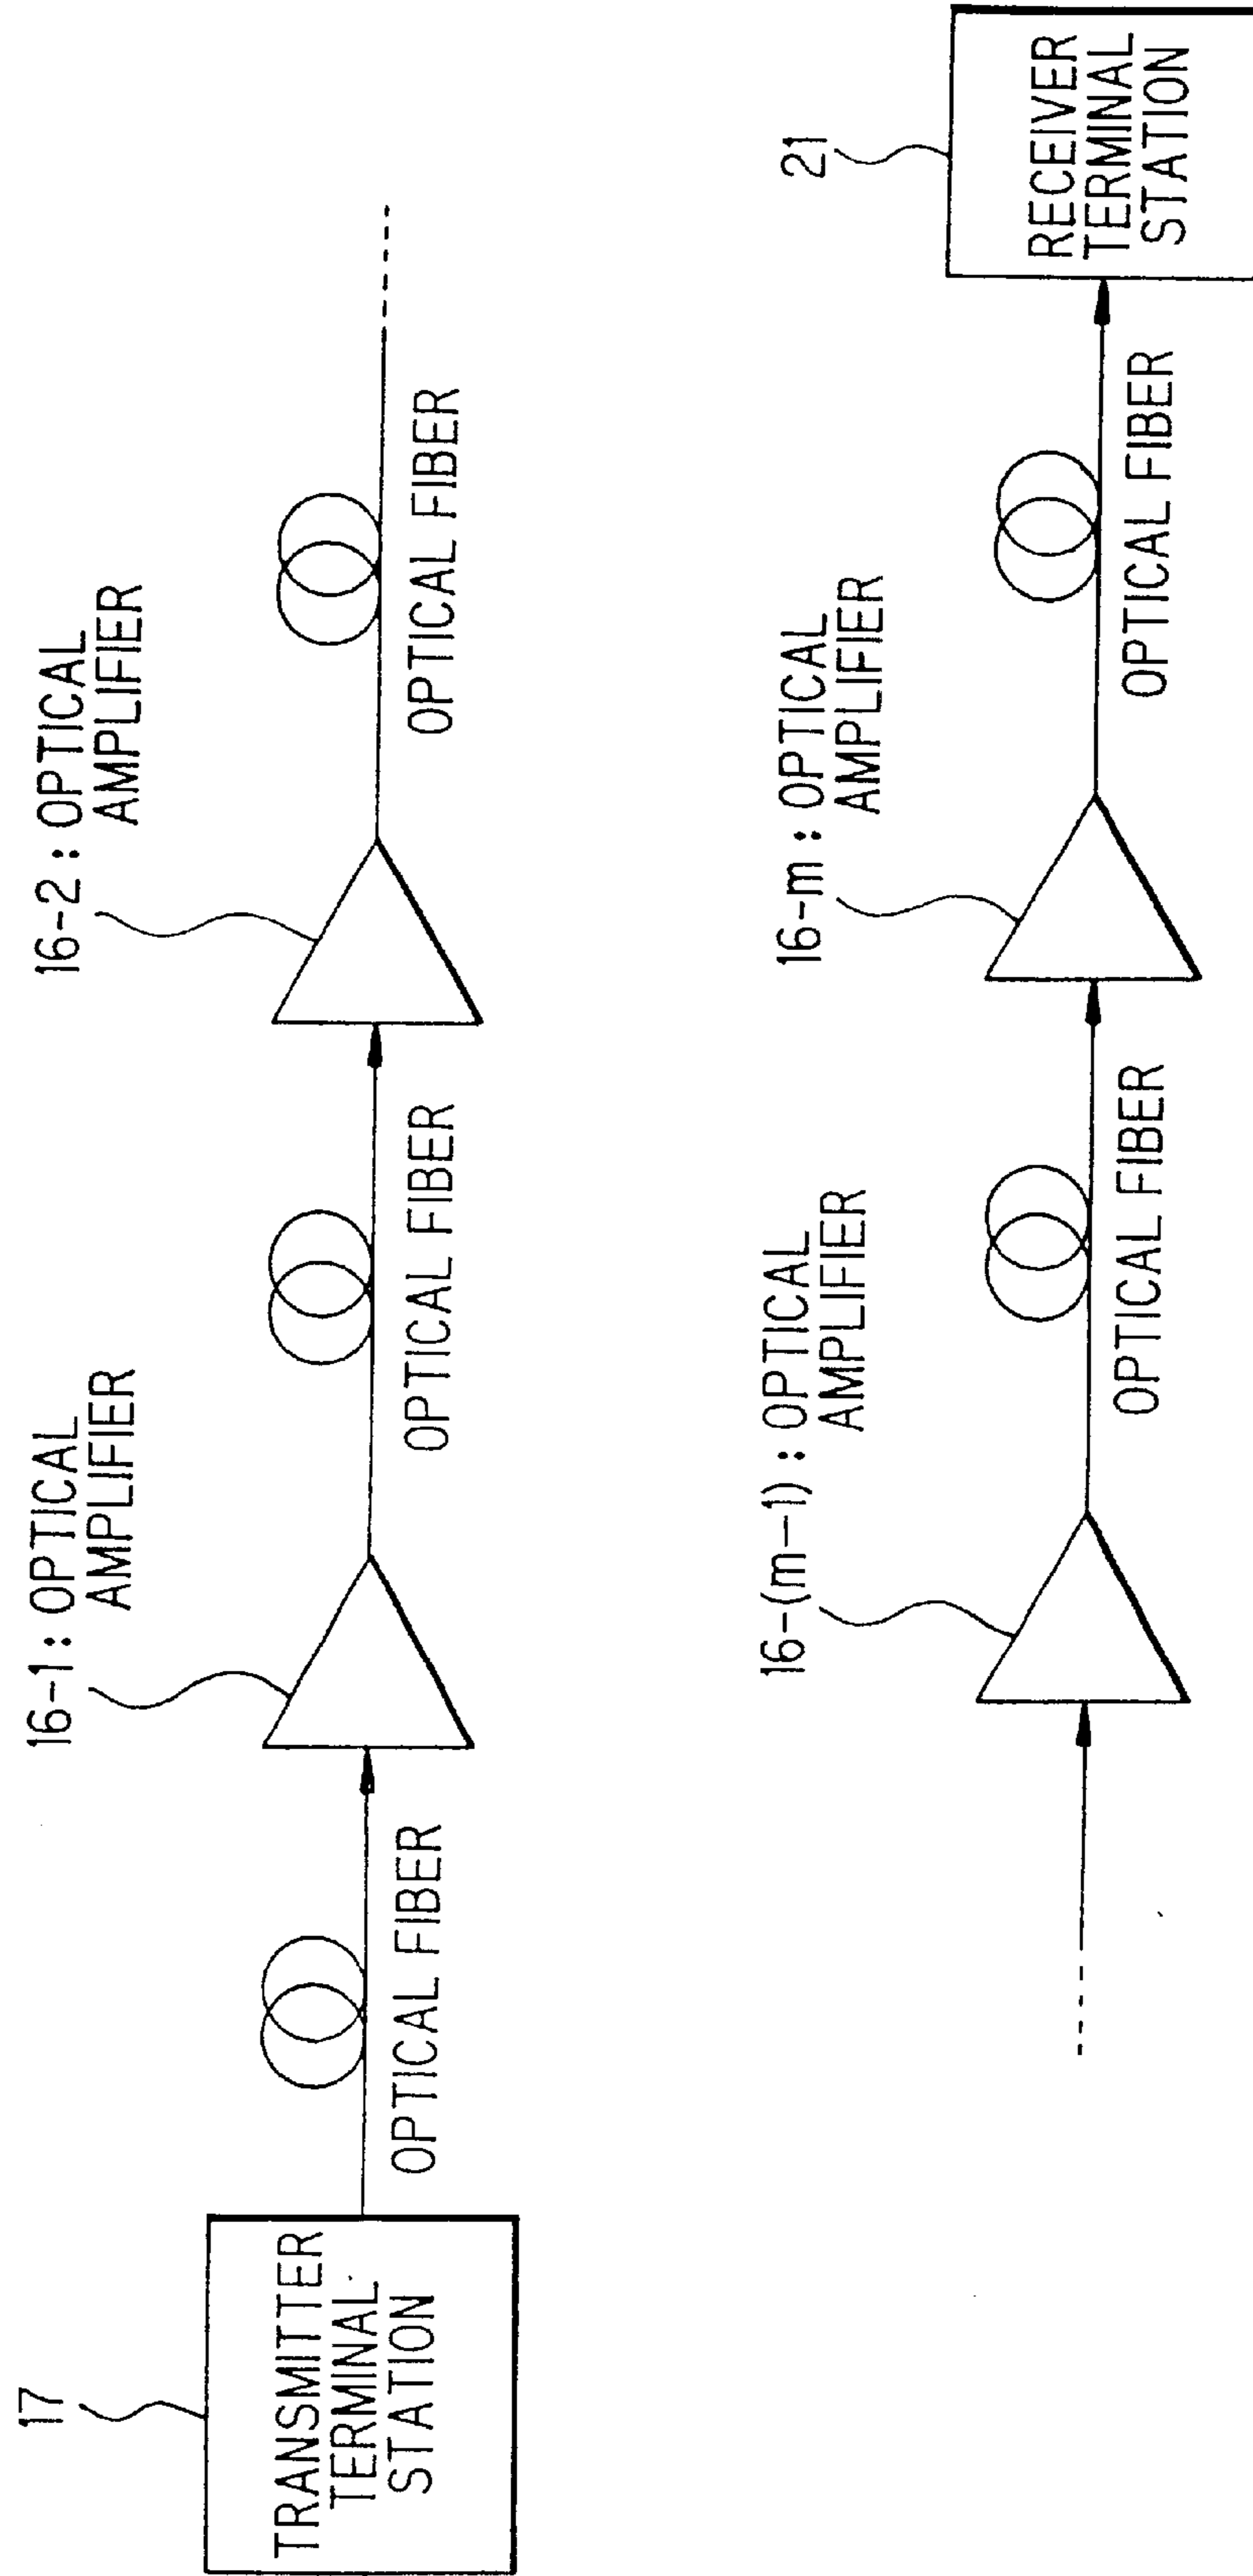 17
TRANSMITTER
TERMINAL
STATION
OPTICAL FIBER
16-1 : OPTICAL
AMPLIFIER
OPTICAL FIBER
16-2 : OPTICAL
AMPLIFIER
OPTICAL FIBER
16-(m-1) : OPTICAL
AMPLIFIER
OPTICAL FIBER
16-m : OPTICAL
AMPLIFIER
OPTICAL FIBER
21
RECEIVER
TERMINAL
STATION